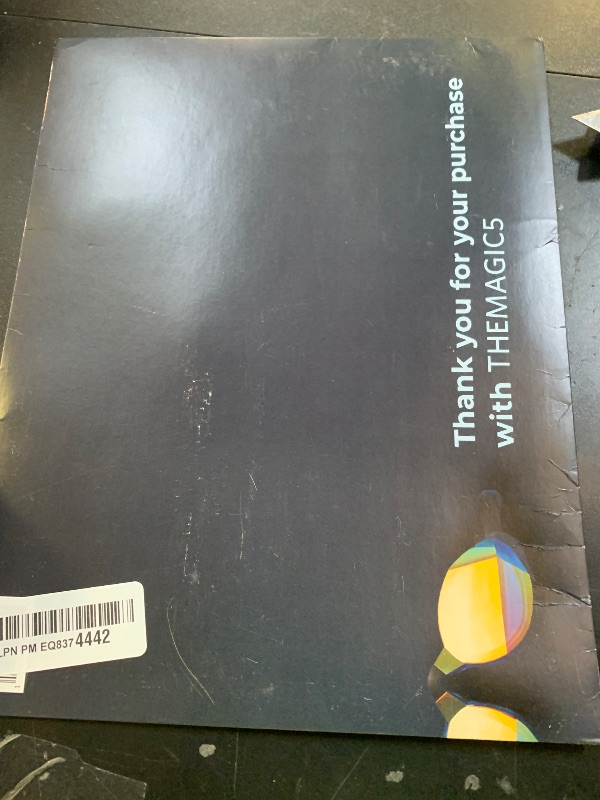 Thank you for your purchase
with THEMAGIC5
LPN PM EQ8374442